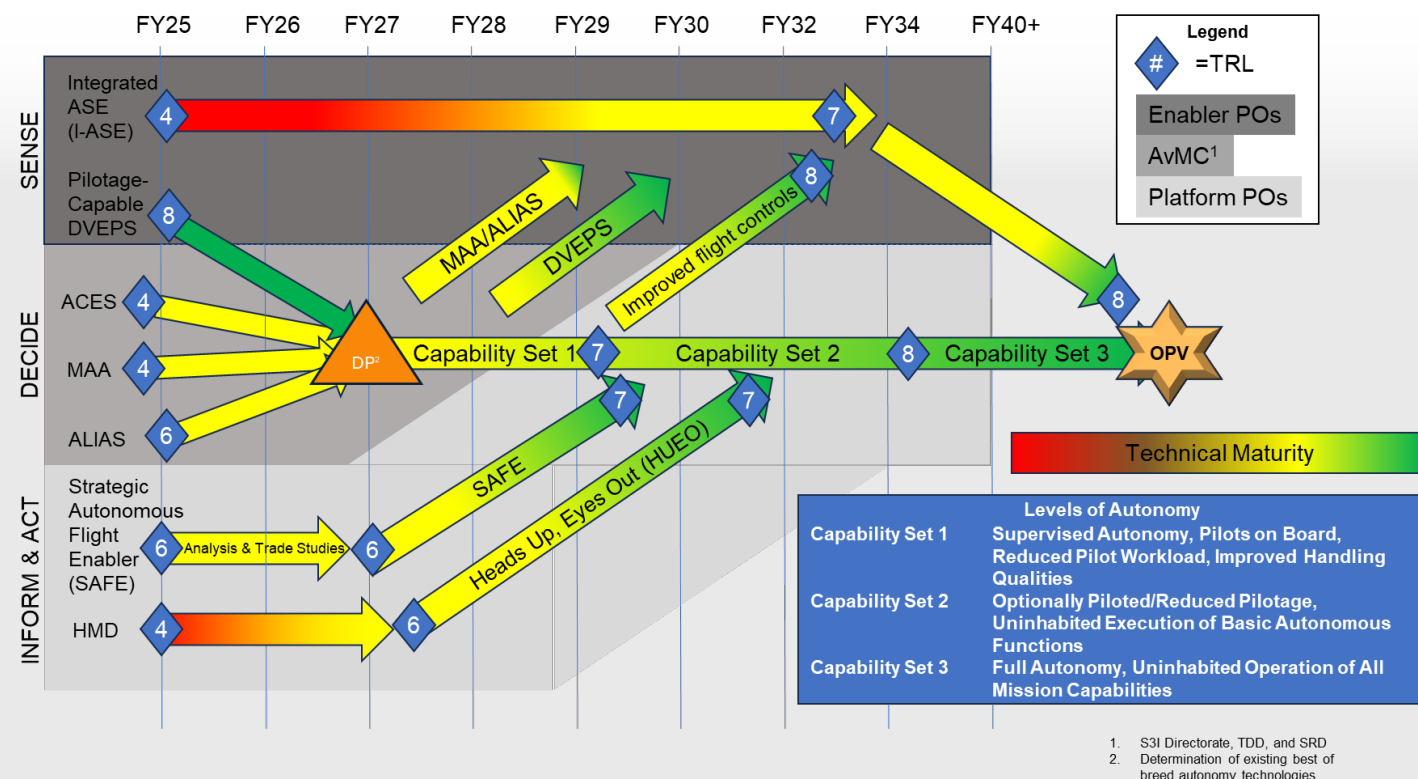 FY25 FY26 FY27 FY28 FY29 FY30 FY32 FY34 FY40+
Legend
# =TRL
Enabler POs
AvMC1
Platform POs
SENSE
Integrated
ASE
(I-ASE)
4
7
Pilotage-
Capable
DVEPS
8
MAA/ALIAS
DVEPS
Improved flight controls
8
8
DECIDE
ACES
4
MAA
4
ALIAS
6
DP2
Capability Set 1
7
Capability Set 2
8
Capability Set 3
OPV
INFORM & ACT
Strategic
Autonomous
Flight
Enabler
(SAFE)
6
Analysis & Trade Studies
6
SAFE
7
HMD
4
6
Heads Up, Eyes Out (HUEO)
7
Technical Maturity
Levels of Autonomy
Capability Set 1 Supervised Autonomy, Pilots on Board,
Reduced Pilot Workload, Improved Handling
Qualities
Capability Set 2 Optionally Piloted/Reduced Pilotage,
Uninhabited Execution of Basic Autonomous
Functions
Capability Set 3 Full Autonomy, Uninhabited Operation of All
Mission Capabilities
1. S3I Directorate, TDD, and SRD
2. Determination of existing best of
breed autonomy technologies